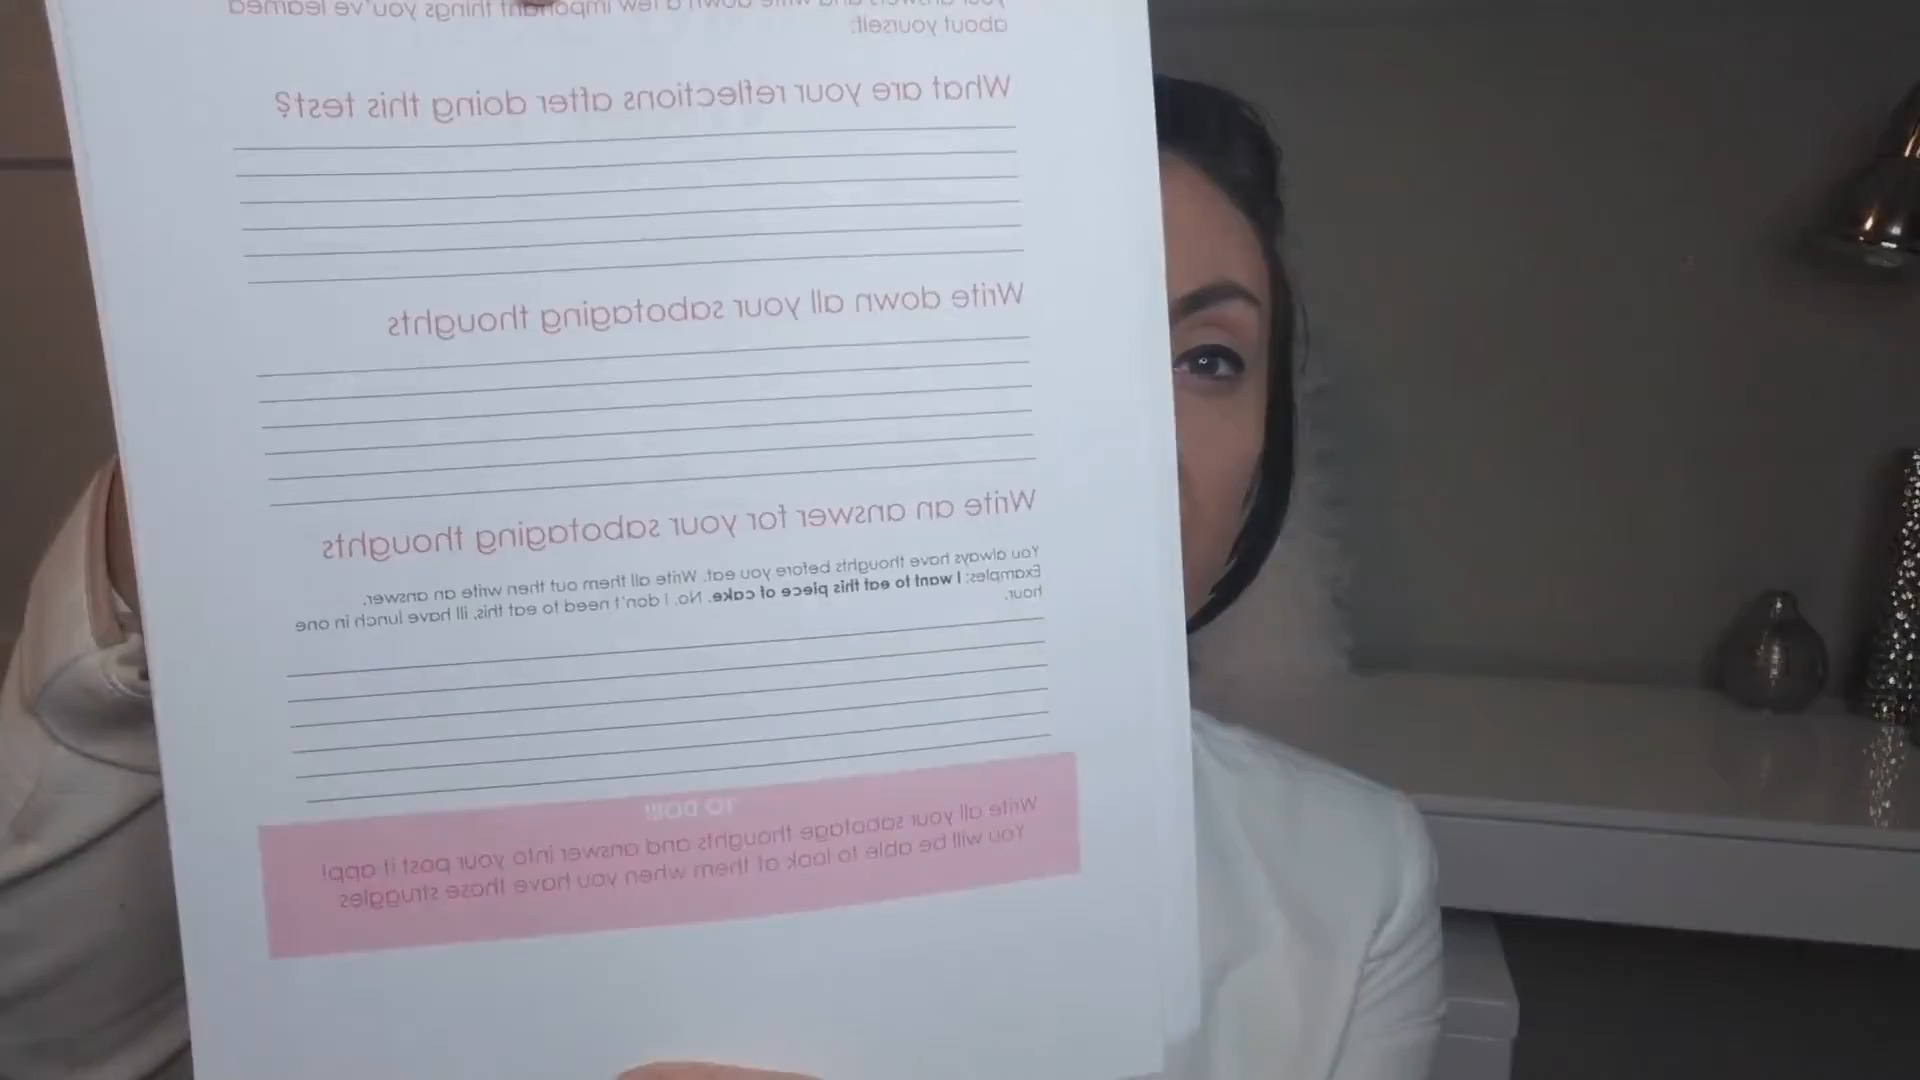 things you've learned
about yourself:
What are your reflections after doing this test?
Write down all your sabotaging thoughts
Write an answer for your sabotaging thoughts
You always have thoughts before you eat. Write all them out then write an answer.
Examples: I want to eat this piece of cake. No, I don't need to eat this, ill have lunch in one
hour.
TO DO!!!
Write all your sabotage thoughts and answer into your post it app!
You will be able to look at them when you have those struggles